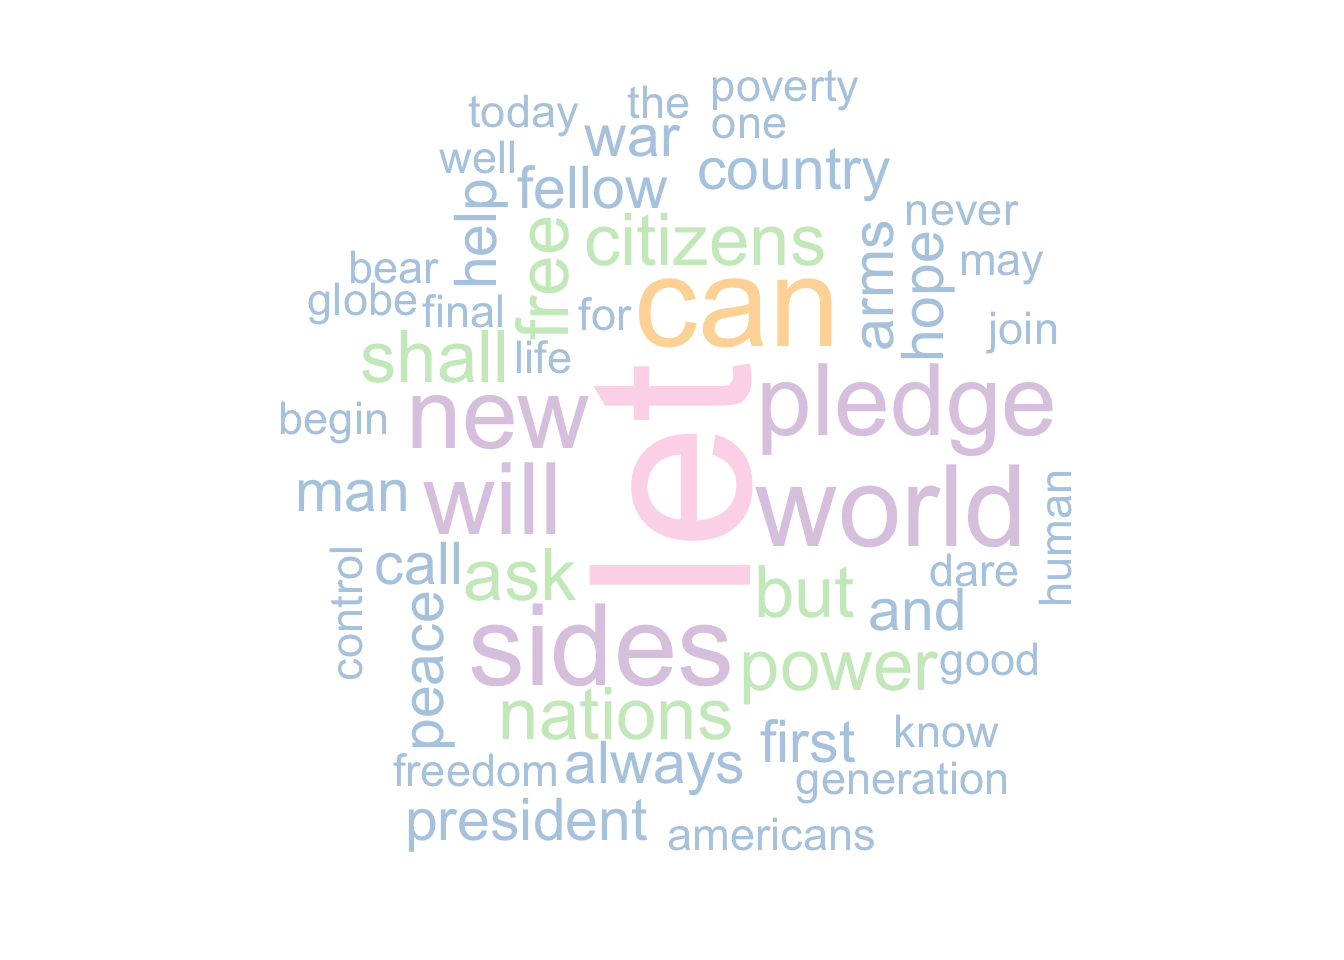 poverty
today
the
one
war
well
country
fellow
help
never
free
citizens
arms
hope
may
bear
can
globe
final
for
join
shall
life
let
new
pledge
begin
will
world
man
human
control
call
ask
but
dare
and
peace
sides
power
good
nations
first
know
freedom
always
generation
president
americans